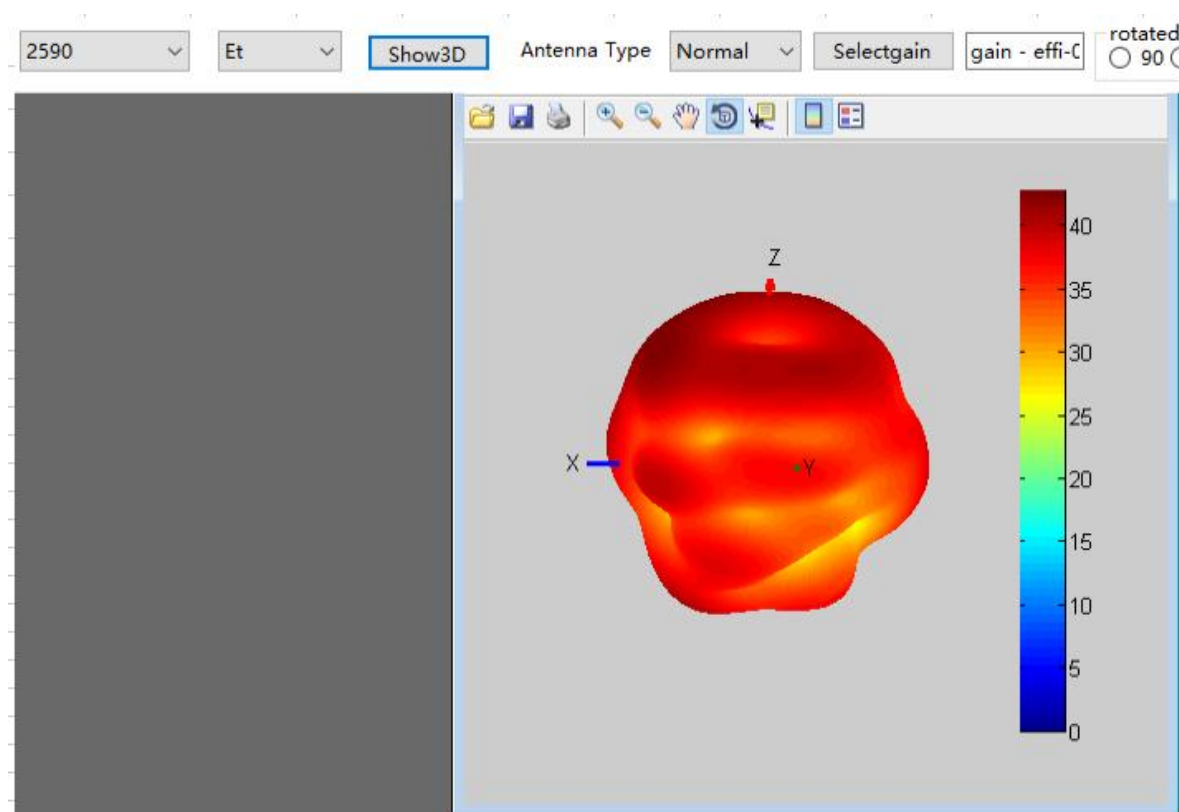 2590 Et Show3D Antenna Type Normal Selectgain gain - effi-C rotated
90
Z
X
Y
40
35
30
25
20
15
10
5
0